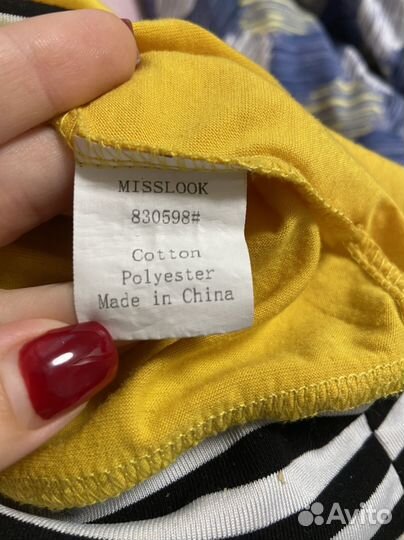 MISSLOOK
830598#
Cotton
Polyester
Made in China
Avito